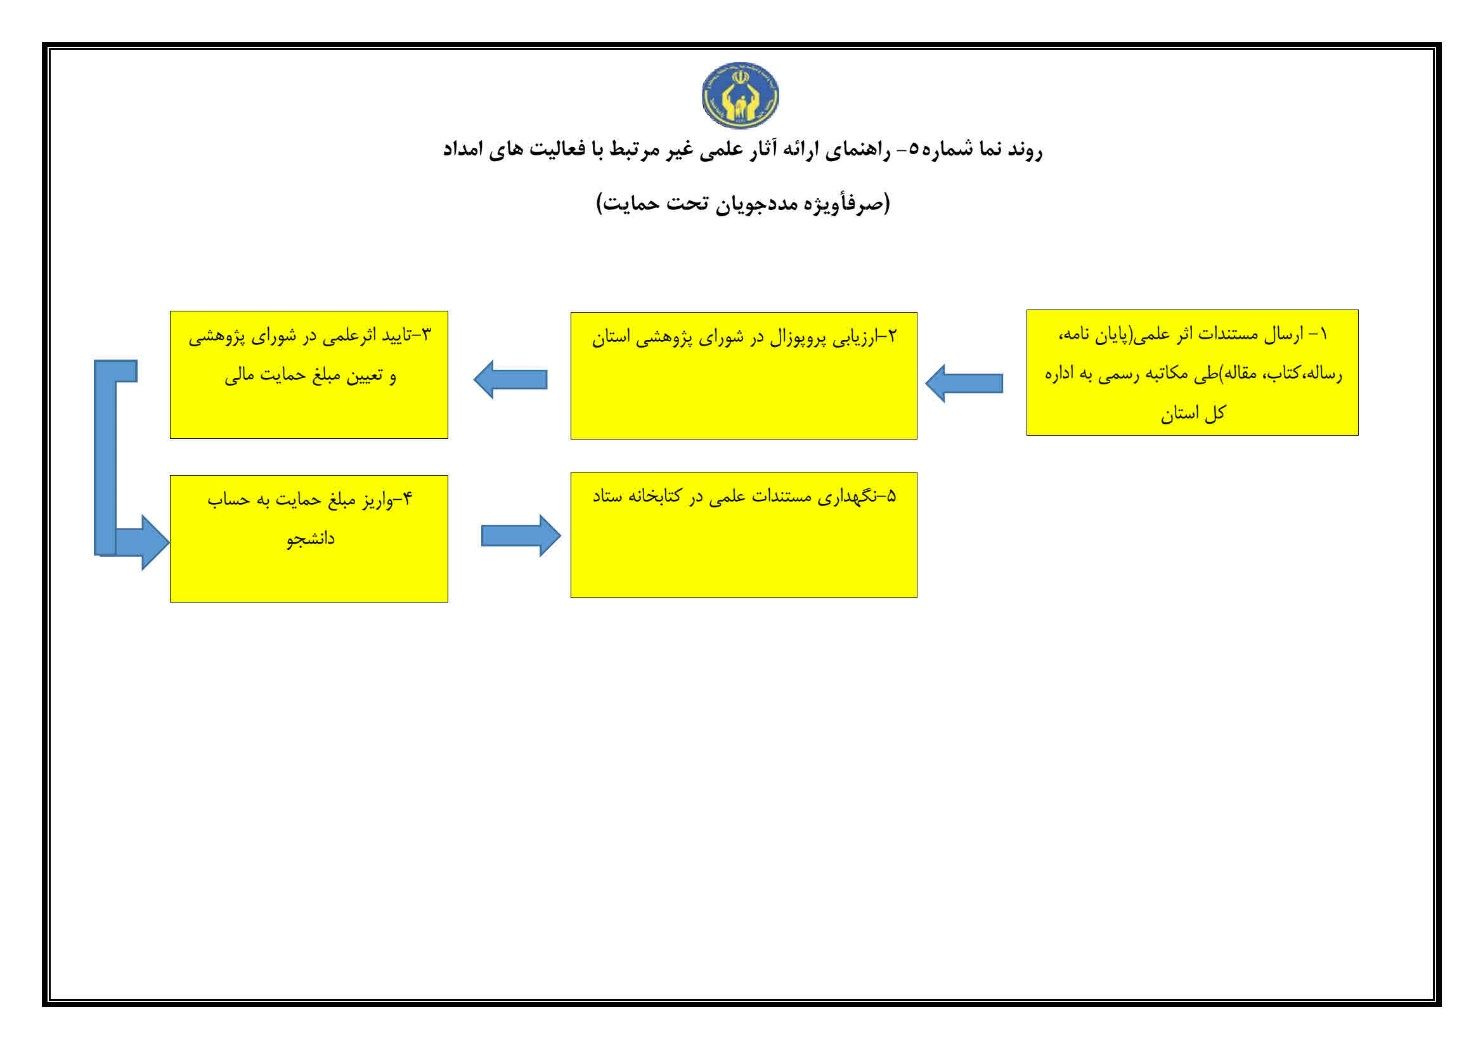 روند نما شماره۵- راهنمای ارائه آثار علمی غیر مرتبط با فعالیت های امداد
(صرفأویژه مددجویان تحت حمایت)
۱- ارسال مستندات اثر علمی(پایان نامه،
رساله،کتاب، مقاله)طی مکاتبه رسمی به اداره
کل استان
۲-ارزیابی پروپوزال در شورای پژوهشی استان
۳-تایید اثرعلمی در شورای پژوهشی
و تعیین مبلغ حمایت مالی
۴-واریز مبلغ حمایت به حساب
دانشجو
۵-نگهداری مستندات علمی در کتابخانه ستاد